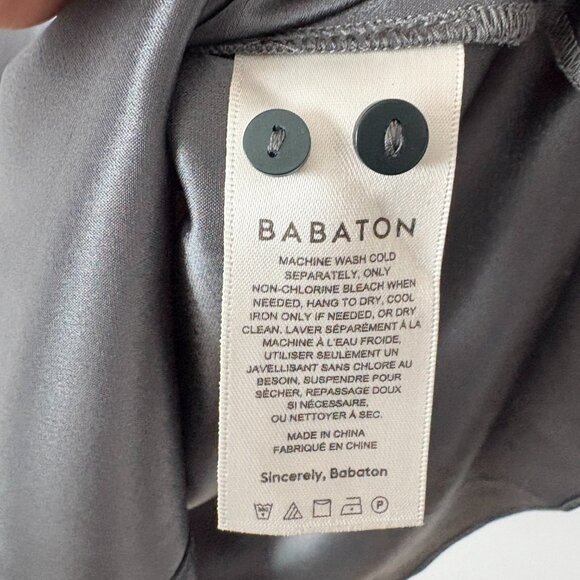 BABATON
MACHINE WASH COLD
SEPARATELY, ONLY
NON-CHLORINE BLEACH WHEN
NEEDED, HANG TO DRY, COOL
IRON ONLY IF NEEDED, OR DRY
CLEAN. LAVER SÉPARÉMENT À LA
MACHINE À L'EAU FROIDE,
UTILISER SEULEMENT UN
JAVELLISANT SANS CHLORE AU
BESOIN, SUSPENDRE POUR
SÉCHER, REPASSAGE DOUX
SI NÉCESSAIRE,
OU NETTOYER À SEC.
MADE IN CHINA
FABRIQUÉ EN CHINE
Sincerely, Babaton
P